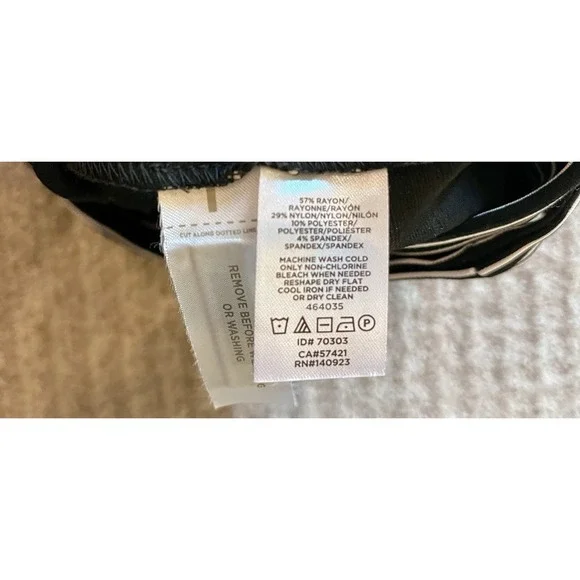 57% RAYON/
RAYONNE/RAYÓN
29% NYLON/NYLON/NILÓN
10% POLYESTER/
POLYESTER/POLIÉSTER
4% SPANDEX/
SPANDEX/SPANDEX
MACHINE WASH COLD
ONLY NON-CHLORINE
BLEACH WHEN NEEDED
RESHAPE DRY FLAT
COOL IRON IF NEEDED
OR DRY CLEAN
464035
P
ID# 70303
CA#57421
RN#140923
CUT ALONG DOTTED LINE
REMOVE BEFORE
OR WASHING